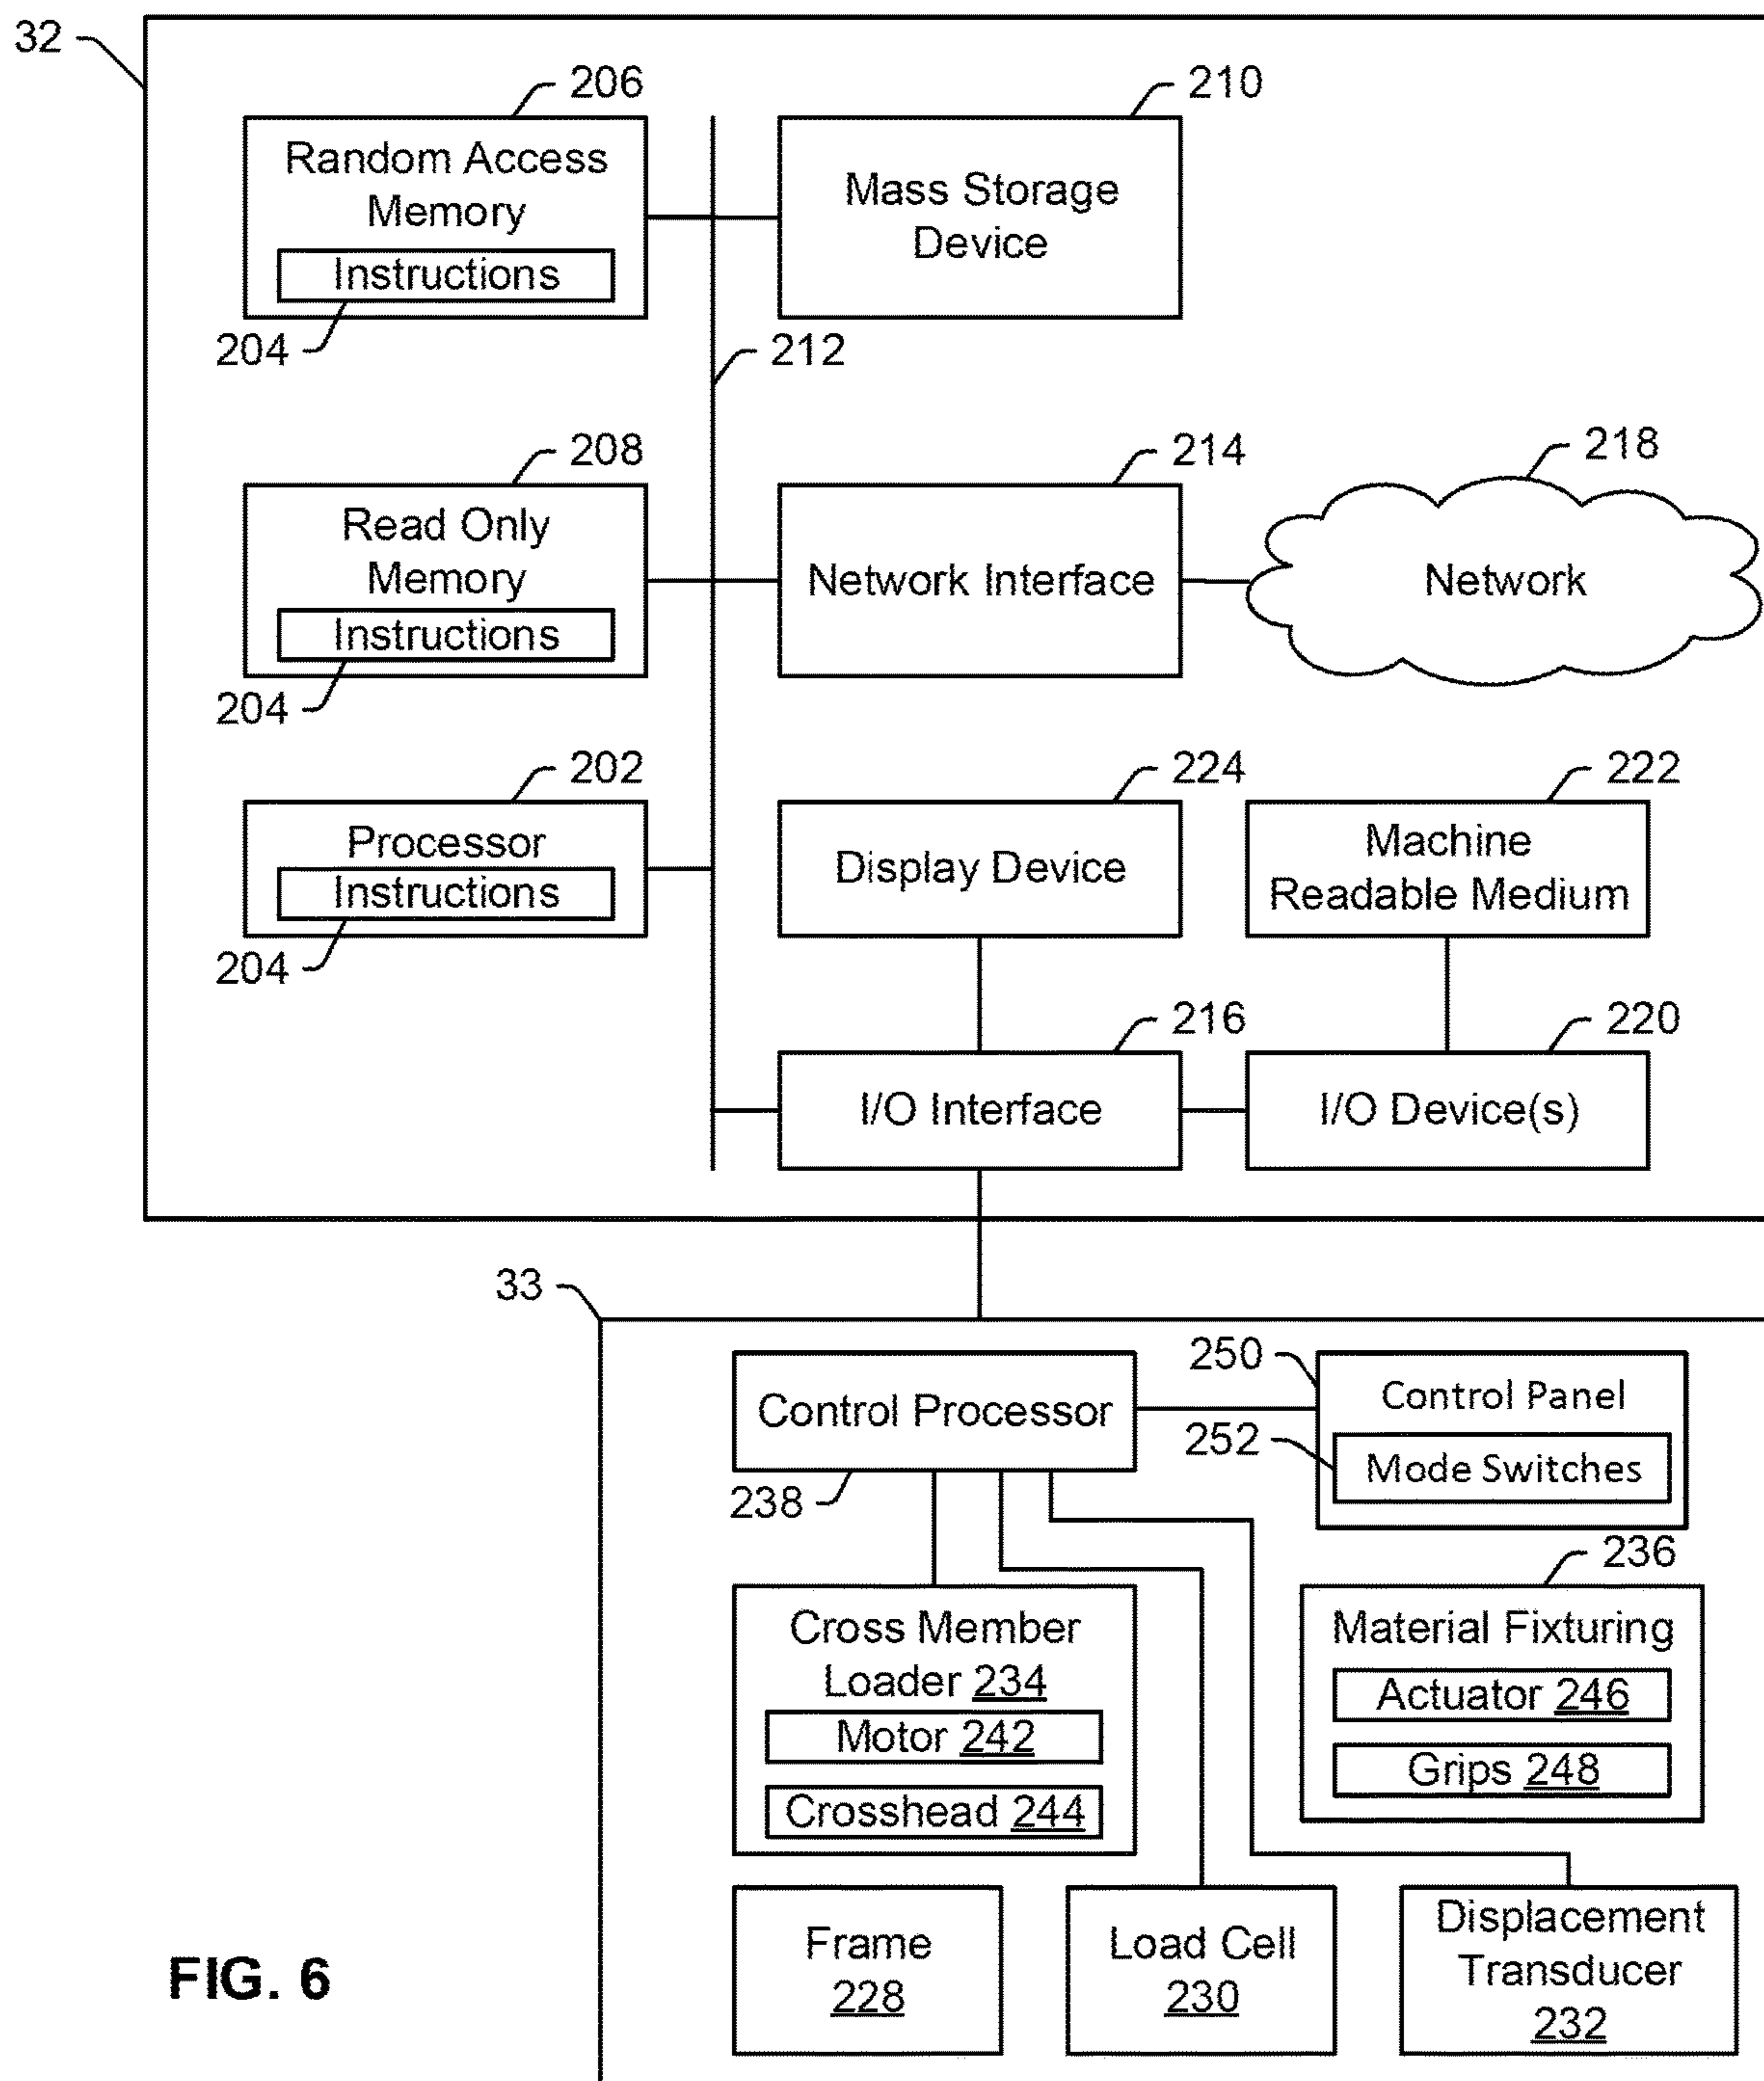 32
206
210
Random Access
Memory
Instructions
204
Mass Storage
Device
212
208
214
218
Read Only
Memory
Instructions
204
Network Interface
Network
202
224
222
Processor
Instructions
204
Display Device
Machine
Readable Medium
216
220
I/O Interface
I/O Device(s)
33
250
Control Processor
238
Control Panel
252
Mode Switches
236
Cross Member
Loader 234
Motor 242
Crosshead 244
Material Fixturing
Actuator 246
Grips 248
Frame
228
Load Cell
230
Displacement
Transducer
232
FIG. 6